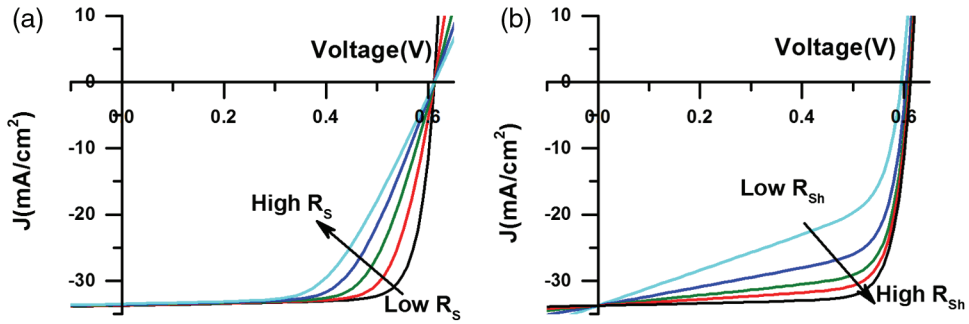 (a)
10
Voltage(V)
0
0.0 0.2 0.4 0.6
-10
-20
-30
J(mA/cm²)
High R_S
Low R_S
(b)
10
Voltage(V)
0
0.0 0.2 0.4 0.6
-10
-20
-30
J(mA/cm²)
Low R_Sh
High R_Sh